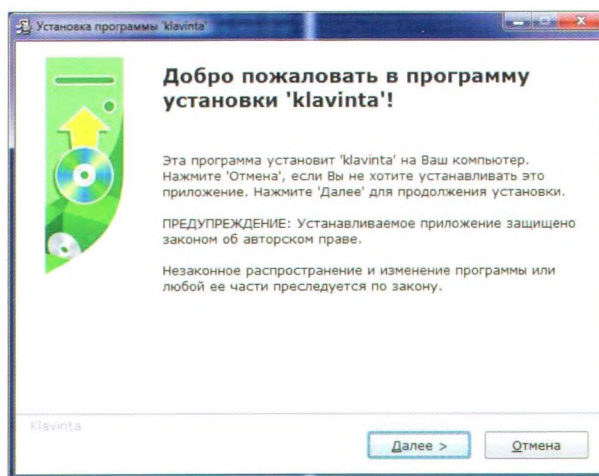 Установка программы 'klavinta'
Добро пожаловать в программу
установки 'klavinta'!
Эта программа установит 'klavinta' на Ваш компьютер.
Нажмите 'Отмена', если Вы не хотите устанавливать это
приложение. Нажмите 'Далее' для продолжения установки.
ПРЕДУПРЕЖДЕНИЕ: Устанавливаемое приложение защищено
законом об авторском праве.
Незаконное распространение и изменение программы или
любой ее части преследуется по закону.
Klavinta
Далее >
Отмена